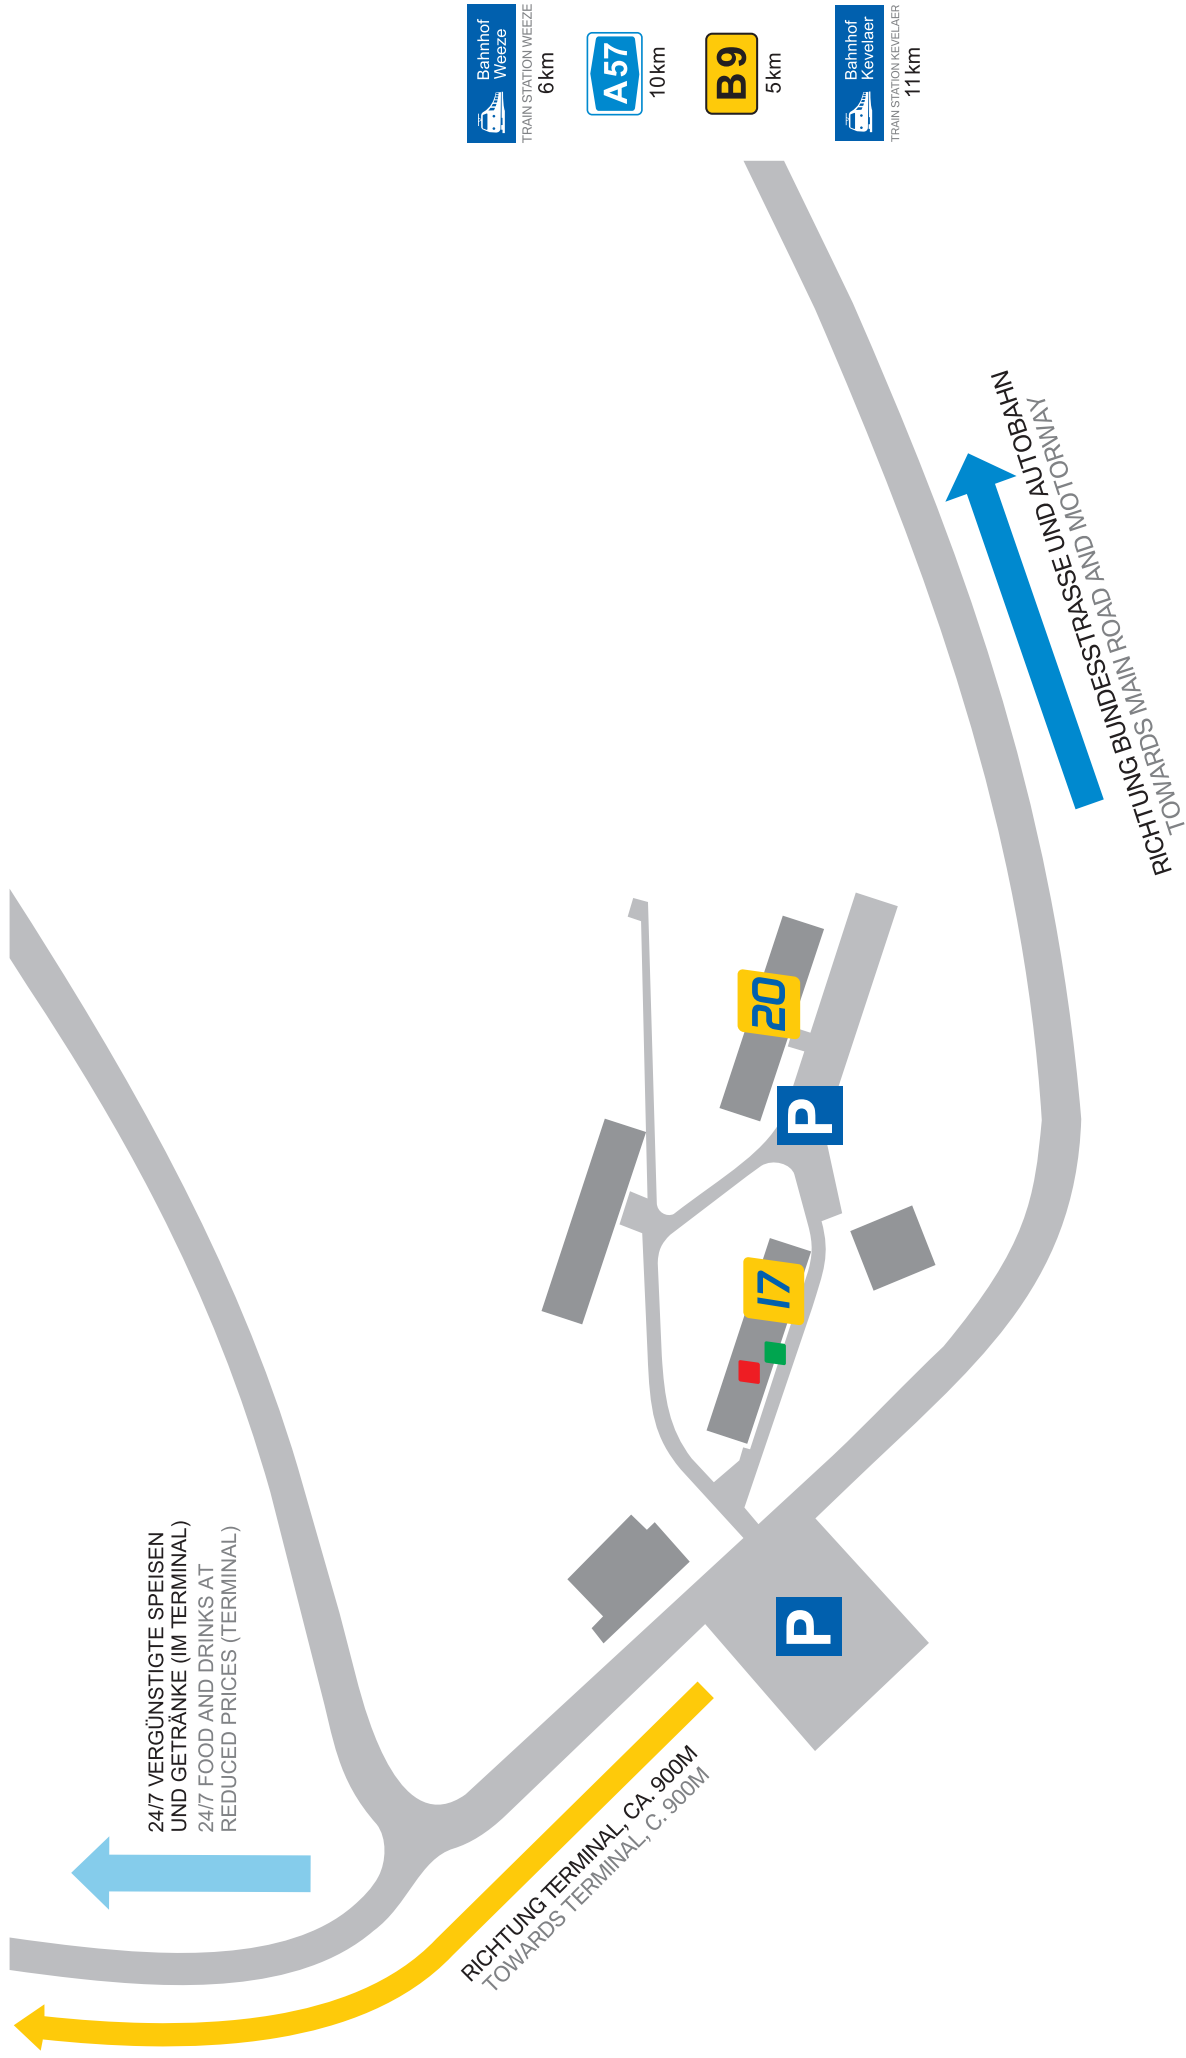 Bahnhof
Weeze
TRAIN STATION WEEZE
6km
A57
10km
B9
5km
Bahnhof
Kevelaer
TRAIN STATION KEVELAER
11km
RICHTUNG BUNDESSTRASSE UND AUTOBAHN
TOWARDS MAIN ROAD AND MOTORWAY
20
P
17
P
24/7 VERGÜNSTIGTE SPEISEN
UND GETRÄNKE (IM TERMINAL)
24/7 FOOD AND DRINKS AT
REDUCED PRICES (TERMINAL)
RICHTUNG TERMINAL, CA. 900M
TOWARDS TERMINAL, C. 900M